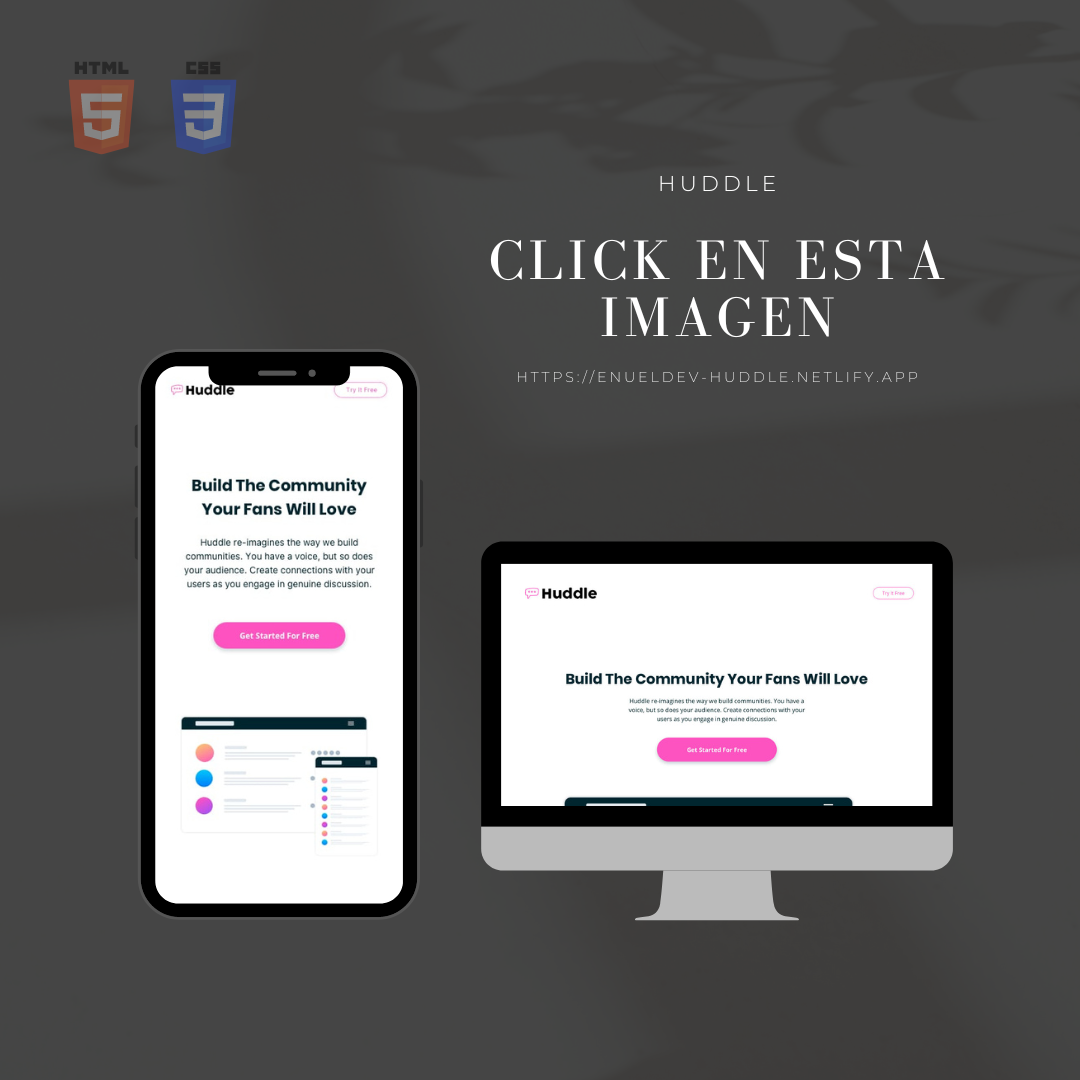 HTML
CSS
5
3
HUDDLE
CLICK EN ESTA
IMAGEN
HTTPS://ENUELDEV-HUDDLE.NETLIFY.APP
Huddle
Try It Free
Build The Community
Your Fans Will Love
Huddle re-imagines the way we build
communities. You have a voice, but so does
your audience. Create connections with your
users as you engage in genuine discussion.
Get Started For Free
Huddle
Try It Free
Build The Community Your Fans Will Love
Huddle re-imagines the way we build communities. You have a
voice, but so does your audience. Create connections with your
users as you engage in genuine discussion.
Get Started For Free